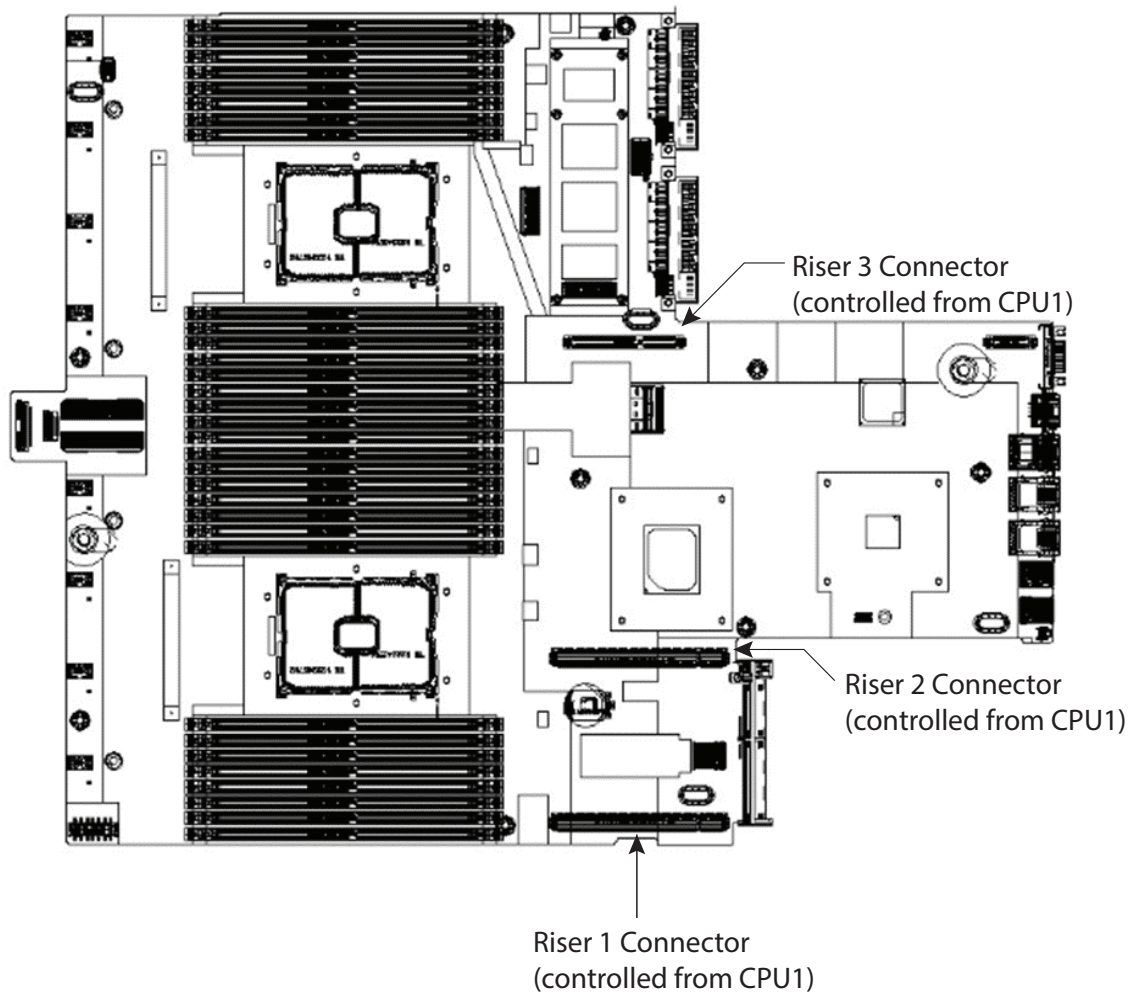 Riser 3 Connector
(controlled from CPU1)
Riser 2 Connector
(controlled from CPU1)
Riser 1 Connector
(controlled from CPU1)